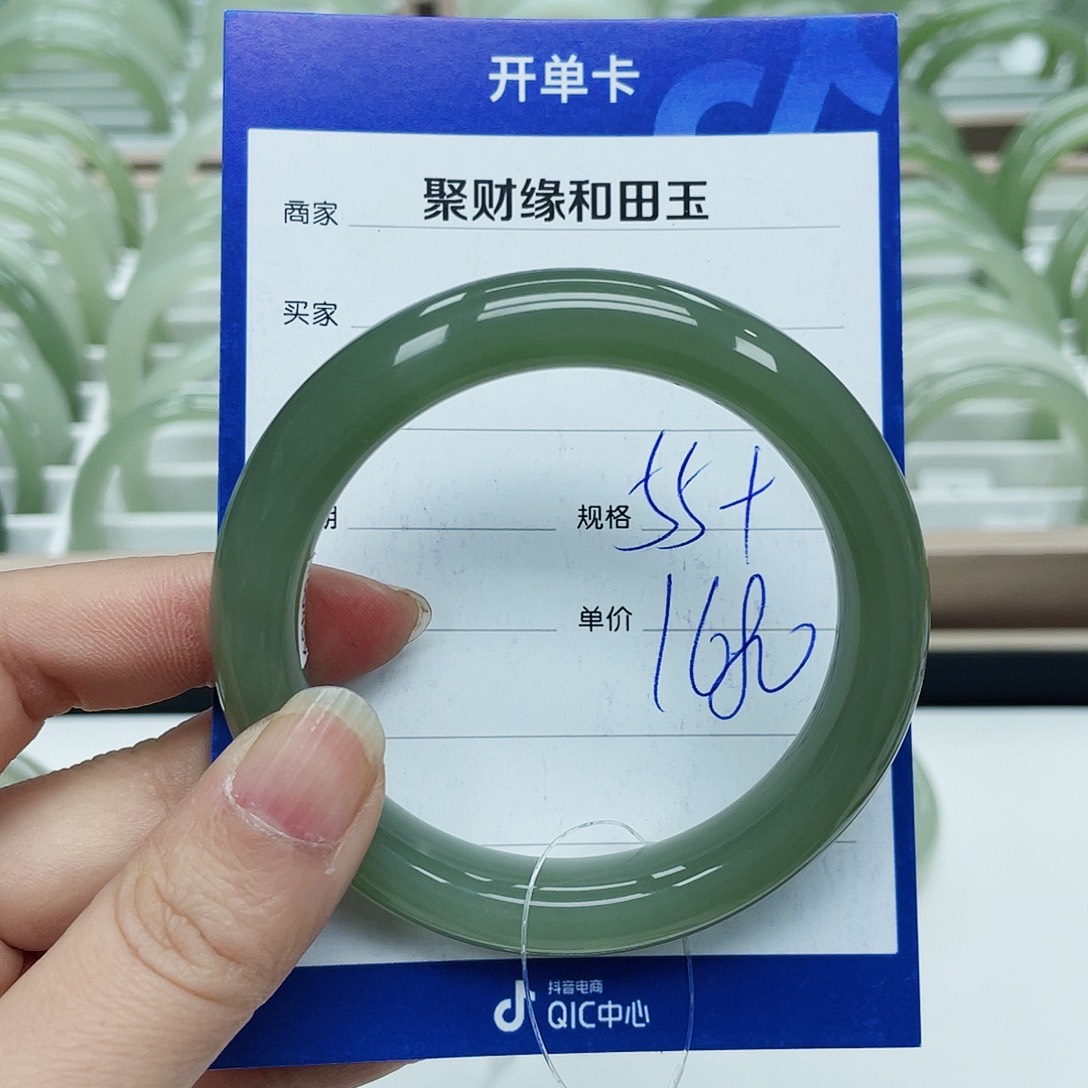 开单卡
商家 聚财缘和田玉
买家
规格 55+
单价 1680
抖音电商
QIC中心